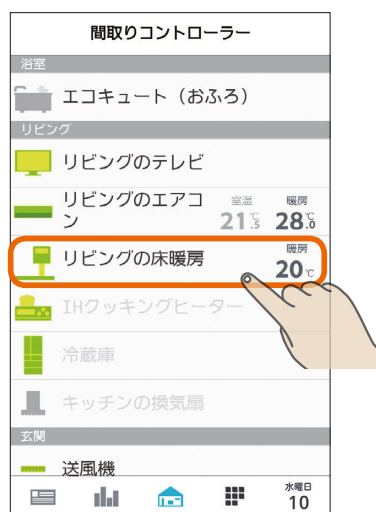 間取りコントローラー
浴室
エコキュート（おふろ）
リビング
リビングのテレビ
リビングのエアコ
ン
室温
21.5℃
暖房
28.0℃
リビングの床暖房
暖房
20℃
IHクッキングヒーター
冷蔵庫
キッチンの換気扇
玄関
送風機
水曜日
10